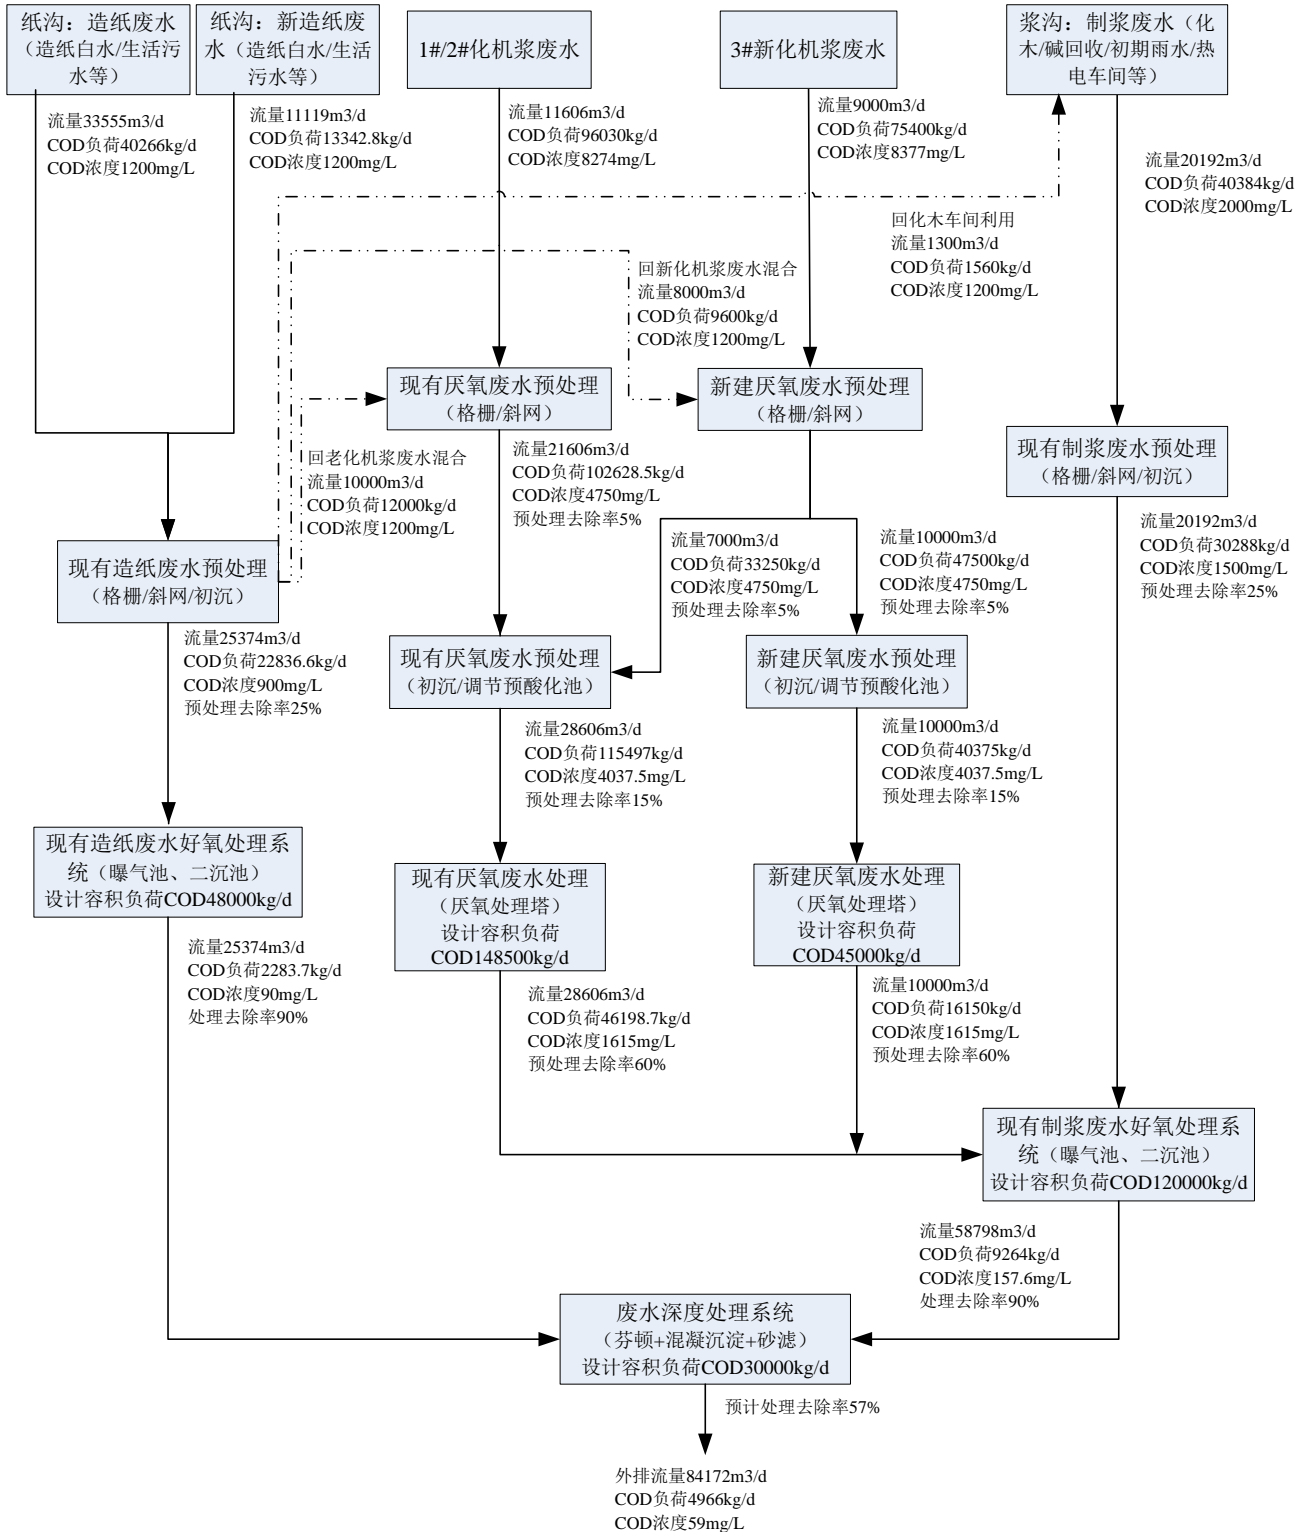 纸沟：造纸废水
（造纸白水/生活污
水等）
纸沟：新造纸废
水（造纸白水/生活
污水等）
1#/2#化机浆废水
3#新化机浆废水
浆沟：制浆废水（化
木/碱回收/初期雨水/热
电车间等）
流量33555m3/d
COD负荷40266kg/d
COD浓度1200mg/L
流量11119m3/d
COD负荷13342.8kg/d
COD浓度1200mg/L
流量11606m3/d
COD负荷96030kg/d
COD浓度8274mg/L
流量9000m3/d
COD负荷75400kg/d
COD浓度8377mg/L
流量20192m3/d
COD负荷40384kg/d
COD浓度2000mg/L
回化木车间利用
流量1300m3/d
COD负荷1560kg/d
COD浓度1200mg/L
回新化机浆废水混合
流量8000m3/d
COD负荷9600kg/d
COD浓度1200mg/L
现有厌氧废水预处理
（格栅/斜网）
新建厌氧废水预处理
（格栅/斜网）
现有制浆废水预处理
（格栅/斜网/初沉）
回老化机浆废水混合
流量10000m3/d
COD负荷12000kg/d
COD浓度1200mg/L
流量21606m3/d
COD负荷102628.5kg/d
COD浓度4750mg/L
预处理去除率5%
流量7000m3/d
COD负荷33250kg/d
COD浓度4750mg/L
预处理去除率5%
流量10000m3/d
COD负荷47500kg/d
COD浓度4750mg/L
预处理去除率5%
流量20192m3/d
COD负荷30288kg/d
COD浓度1500mg/L
预处理去除率25%
现有造纸废水预处理
（格栅/斜网/初沉）
流量25374m3/d
COD负荷22836.6kg/d
COD浓度900mg/L
预处理去除率25%
现有厌氧废水预处理
（初沉/调节预酸化池）
新建厌氧废水预处理
（初沉/调节预酸化池）
流量28606m3/d
COD负荷115497kg/d
COD浓度4037.5mg/L
预处理去除率15%
流量10000m3/d
COD负荷40375kg/d
COD浓度4037.5mg/L
预处理去除率15%
现有造纸废水好氧处理系
统（曝气池、二沉池）
设计容积负荷COD48000kg/d
现有厌氧废水处理
（厌氧处理塔）
设计容积负荷
COD148500kg/d
新建厌氧废水处理
（厌氧处理塔）
设计容积负荷
COD45000kg/d
流量25374m3/d
COD负荷2283.7kg/d
COD浓度90mg/L
处理去除率90%
流量28606m3/d
COD负荷46198.7kg/d
COD浓度1615mg/L
预处理去除率60%
流量10000m3/d
COD负荷16150kg/d
COD浓度1615mg/L
预处理去除率60%
现有制浆废水好氧处理系
统（曝气池、二沉池）
设计容积负荷COD120000kg/d
流量58798m3/d
COD负荷9264kg/d
COD浓度157.6mg/L
处理去除率90%
废水深度处理系统
（芬顿+混凝沉淀+砂滤）
设计容积负荷COD30000kg/d
预计处理去除率57%
外排流量84172m3/d
COD负荷4966kg/d
COD浓度59mg/L